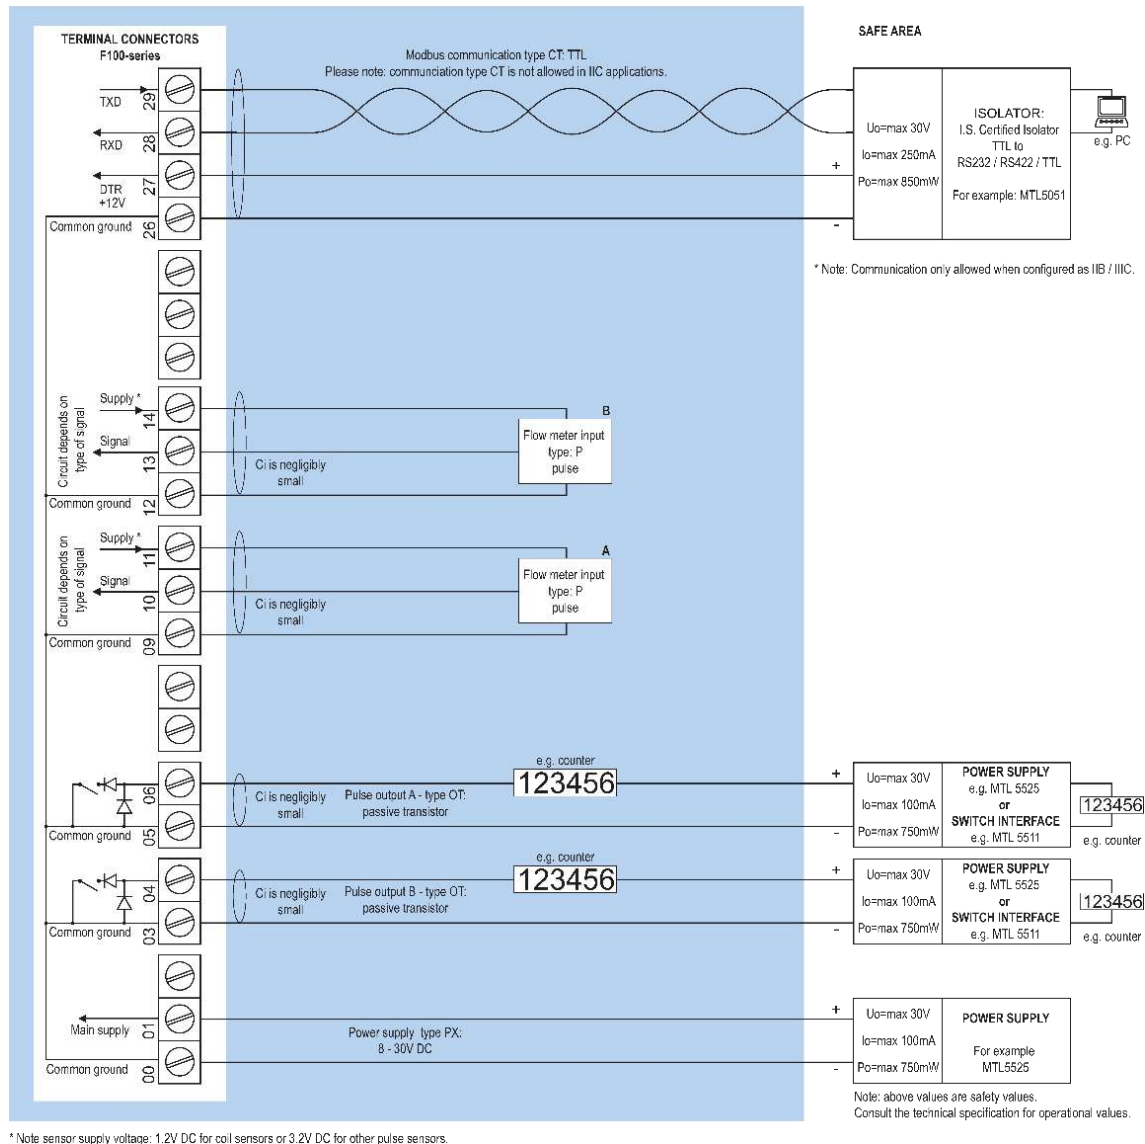 SAFE AREA
TERMINAL CONNECTORS
F100-series
Modbus communication type CT: TTL
Please note: communciation type CT is not allowed in IIC applications.
TXD
29
RXD
28
DTR
+12V
27
Common ground
26
+
-
Uo=max 30V
Io=max 250mA
Po=max 850mW
ISOLATOR:
I.S. Certified Isolator
TTL to
RS232 / RS422 / TTL
For example: MTL5051
e.g. PC
* Note: Communication only allowed when configured as IIB / IIIC.
Circuit depends on
type of signal
Supply *
14
Signal
13
Common ground
12
Ci is negligibly
small
B
Flow meter input
type: P
pulse
Circuit depends on
type of signal
Supply *
11
Signal
10
Common ground
09
Ci is negligibly
small
A
Flow meter input
type: P
pulse
06
Common ground
05
Ci is negligibly
small
Pulse output A - type OT:
passive transistor
e.g. counter
123456
+
-
Uo=max 30V
Io=max 100mA
Po=max 750mW
POWER SUPPLY
e.g. MTL 5525
or
SWITCH INTERFACE
e.g. MTL 5511
123456
e.g. counter
04
Common ground
03
Ci is negligibly
small
Pulse output B - type OT:
passive transistor
e.g. counter
123456
+
-
Uo=max 30V
Io=max 100mA
Po=max 750mW
POWER SUPPLY
e.g. MTL 5525
or
SWITCH INTERFACE
e.g. MTL 5511
123456
e.g. counter
Main supply
01
Common ground
00
Power supply type PX:
8 - 30V DC
+
-
Uo=max 30V
Io=max 100mA
Po=max 750mW
POWER SUPPLY
For example
MTL5525
Note: above values are safety values.
Consult the technical specification for operational values.
* Note sensor supply voltage: 1.2V DC for coil sensors or 3.2V DC for other pulse sensors.